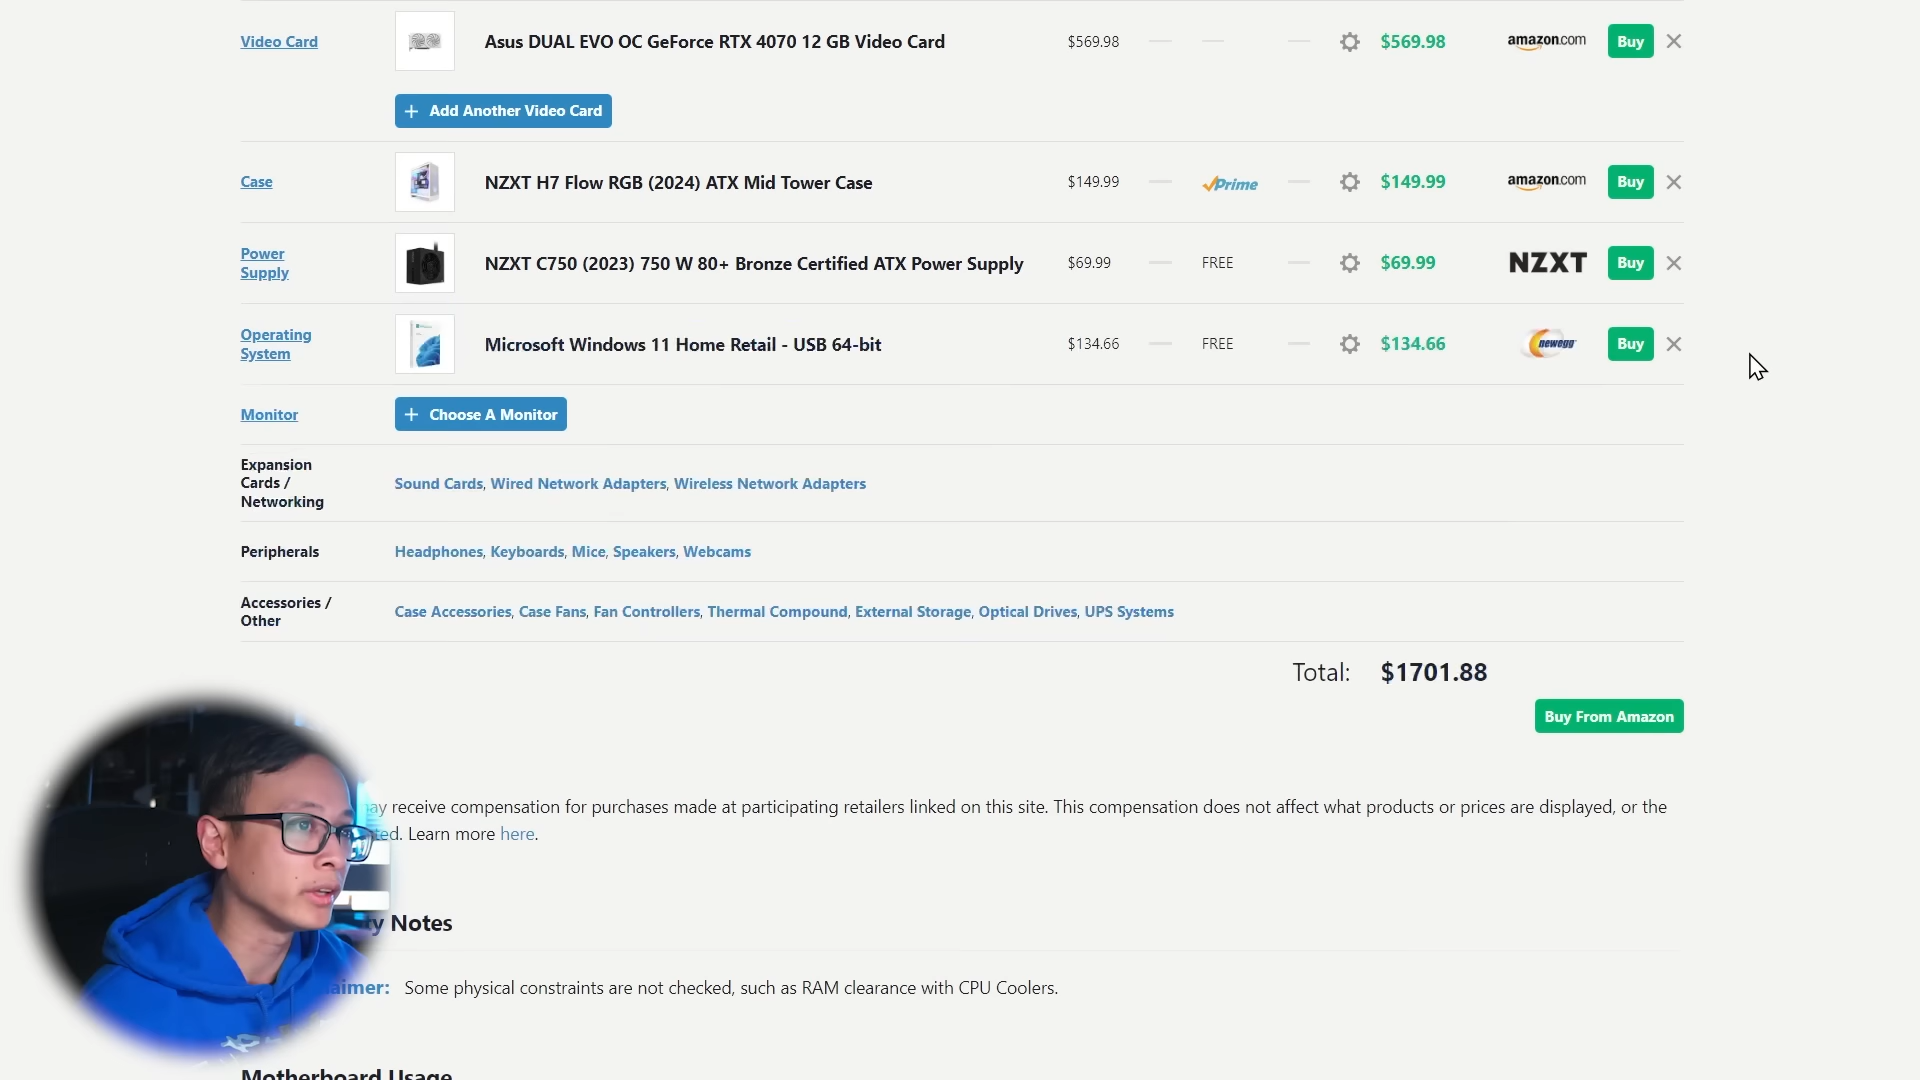 Video Card Asus DUAL EVO OC GeForce RTX 4070 12 GB Video Card $569.98 $569.98 amazon.com Buy
+ Add Another Video Card
Case NZXT H7 Flow RGB (2024) ATX Mid Tower Case $149.99 Prime $149.99 amazon.com Buy
Power Supply NZXT C750 (2023) 750 W 80+ Bronze Certified ATX Power Supply $69.99 FREE $69.99 NZXT Buy
Operating System Microsoft Windows 11 Home Retail - USB 64-bit $134.66 FREE $134.66 newegg Buy
Monitor + Choose A Monitor
Expansion Cards / Networking Sound Cards, Wired Network Adapters, Wireless Network Adapters
Peripherals Headphones, Keyboards, Mice, Speakers, Webcams
Accessories / Other Case Accessories, Case Fans, Fan Controllers, Thermal Compound, External Storage, Optical Drives, UPS Systems
Total: $1701.88
Buy From Amazon
receive compensation for purchases made at participating retailers linked on this site. This compensation does not affect what products or prices are displayed, or the
Learn more here.
Notes
Some physical constraints are not checked, such as RAM clearance with CPU Coolers.
Motherboard Usage